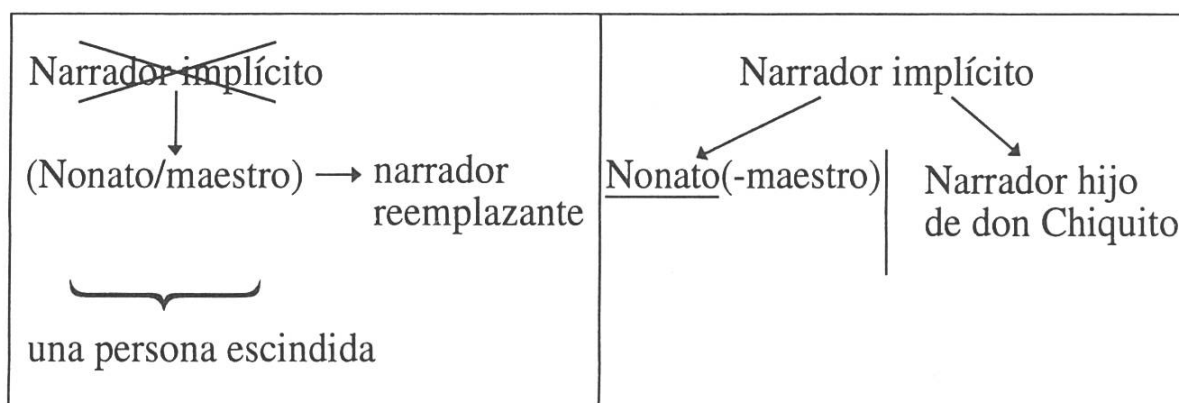 Narrador implícito
(Nonato/maestro) → narrador
reemplazante
una persona escindida
Narrador implícito
Nonato(-maestro)
Narrador hijo
de don Chiquito